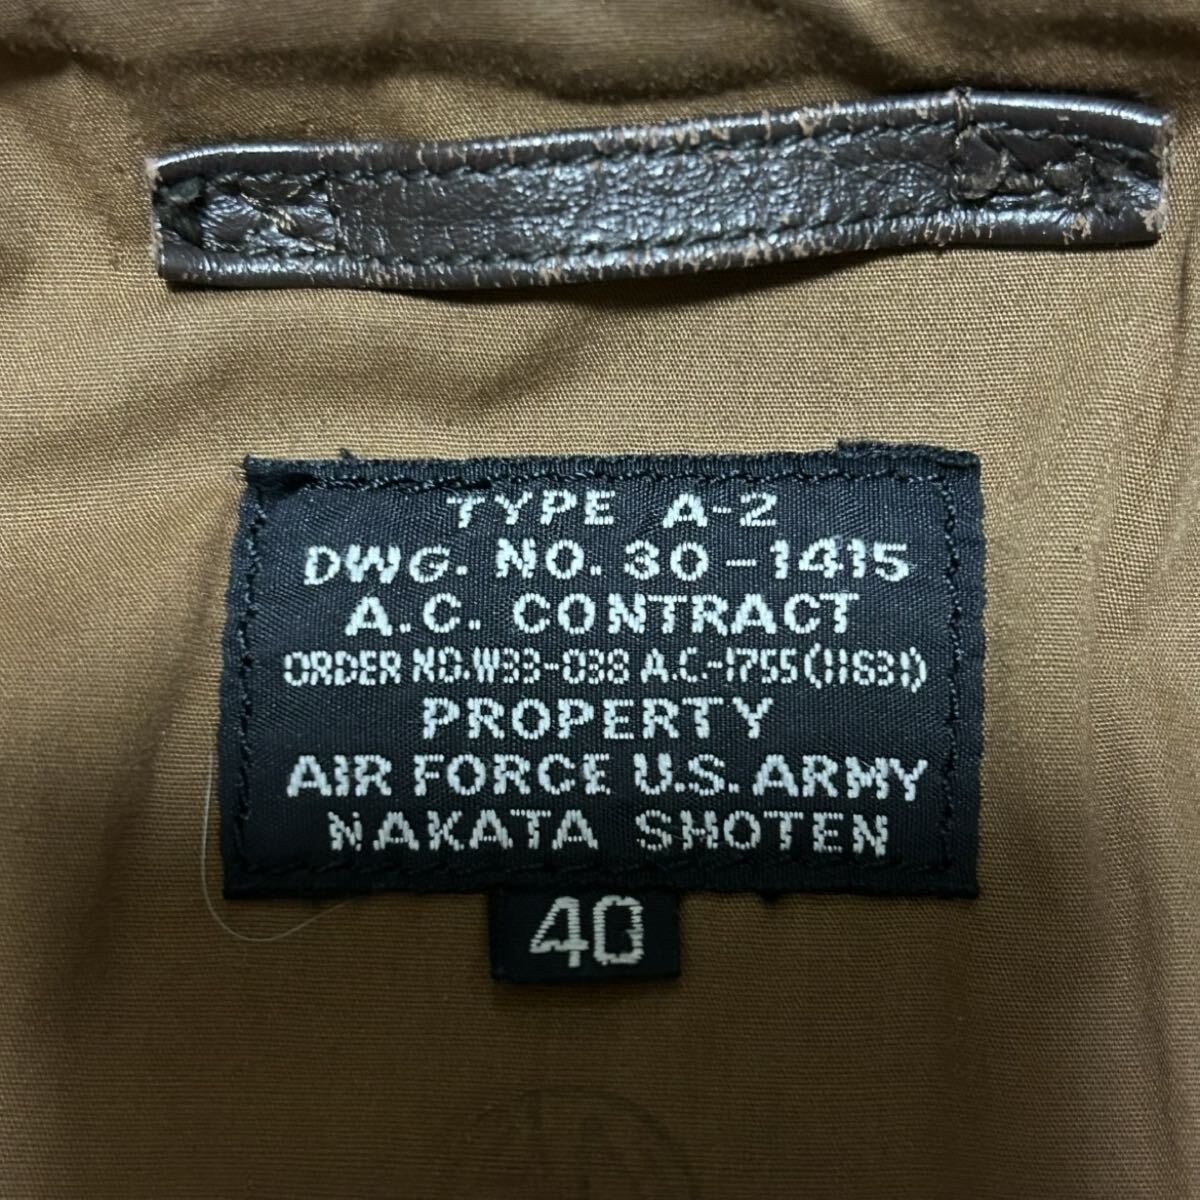 TYPE A-2
DWG. NO. 30-1415
A.C. CONTRACT
ORDER NO. W33-038 A.C-1755(11631)
PROPERTY
AIR FORCE U.S. ARMY
NAKATA SHOTEN
40